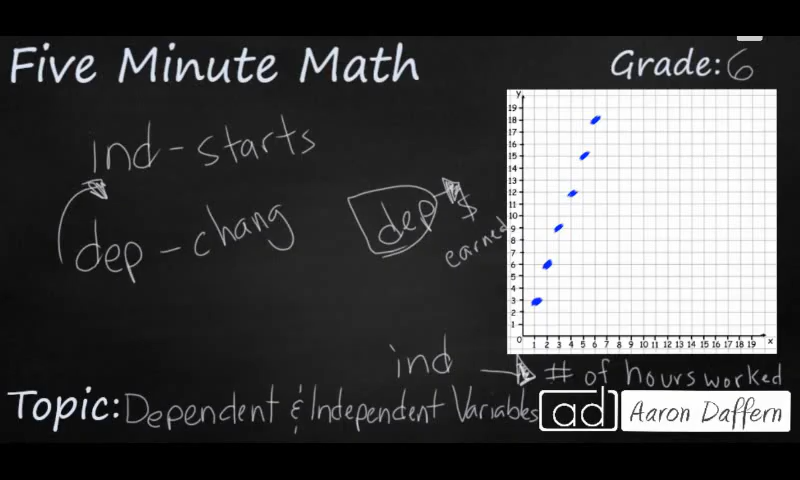 Five Minute Math
Grade: 6
ind - starts
dep - chang
dep $
earned
y
19
18
17
16
15
14
13
12
11
10
9
8
7
6
5
4
3
2
1
0
1 2 3 4 5 6 7 8 9 10 11 12 13 14 15 16 17 18 19
x
ind
# of hours worked
Topic: Dependent & Independent Variables
ad Aaron Daffern